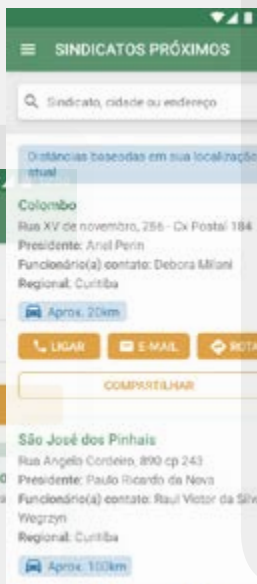 SINDICATOS PRÓXIMOS
Sindicato, cidade ou endereço
Distâncias baseadas em sua localização
atual
Colombo
Rua XV de novembro, 256 - Cx Postal 184
Presidente: Ariel Perin
Funcionário(a) contato: Debora Milani
Regional: Curitiba
Aprox. 20km
LIGAR E-MAIL ROTA
COMPARTILHAR
São José dos Pinhais
Rua Angelo Cordeiro, 890 cp 243
Presidente: Paulo Ricardo da Nova
Funcionário(a) contato: Raul Victor da Silva
Wegrzyn
Regional: Curitiba
Aprox. 100km